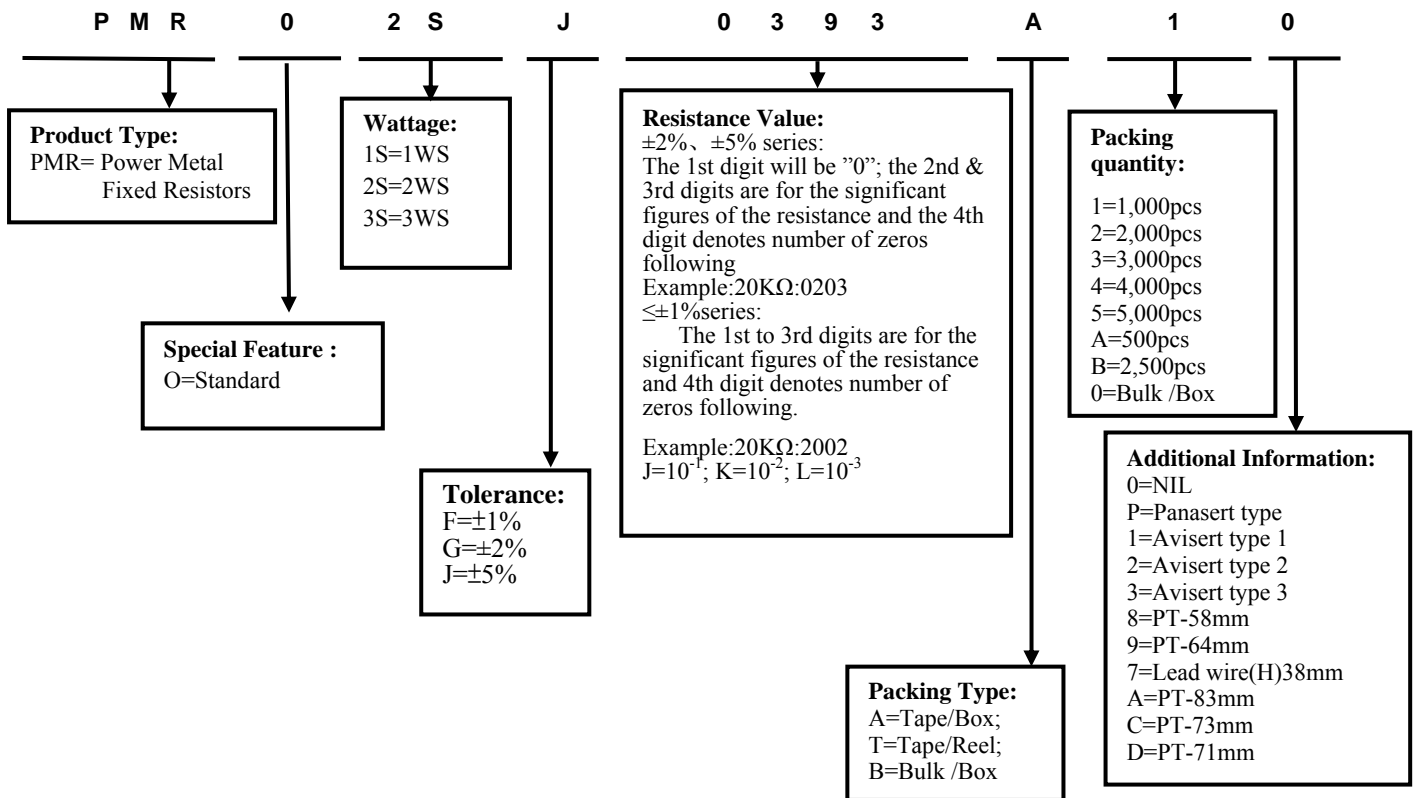 P M R 0 2 S J 0 3 9 3 A 1 0
Product Type:
PMR= Power Metal
Fixed Resistors
Special Feature :
O=Standard
Wattage:
1S=1WS
2S=2WS
3S=3WS
Tolerance:
F=±1%
G=±2%
J=±5%
Resistance Value:
±2%、±5% series:
The 1st digit will be ”0”; the 2nd &
3rd digits are for the significant
figures of the resistance and the 4th
digit denotes number of zeros
following
Example:20KΩ:0203
≤±1%series:
The 1st to 3rd digits are for the
significant figures of the resistance
and 4th digit denotes number of
zeros following.
Example:20KΩ:2002
J=10⁻¹; K=10⁻²; L=10⁻³
Packing Type:
A=Tape/Box;
T=Tape/Reel;
B=Bulk /Box
Packing
quantity:
1=1,000pcs
2=2,000pcs
3=3,000pcs
4=4,000pcs
5=5,000pcs
A=500pcs
B=2,500pcs
0=Bulk /Box
Additional Information:
0=NIL
P=Panasert type
1=Avisert type 1
2=Avisert type 2
3=Avisert type 3
8=PT-58mm
9=PT-64mm
7=Lead wire(H)38mm
A=PT-83mm
C=PT-73mm
D=PT-71mm